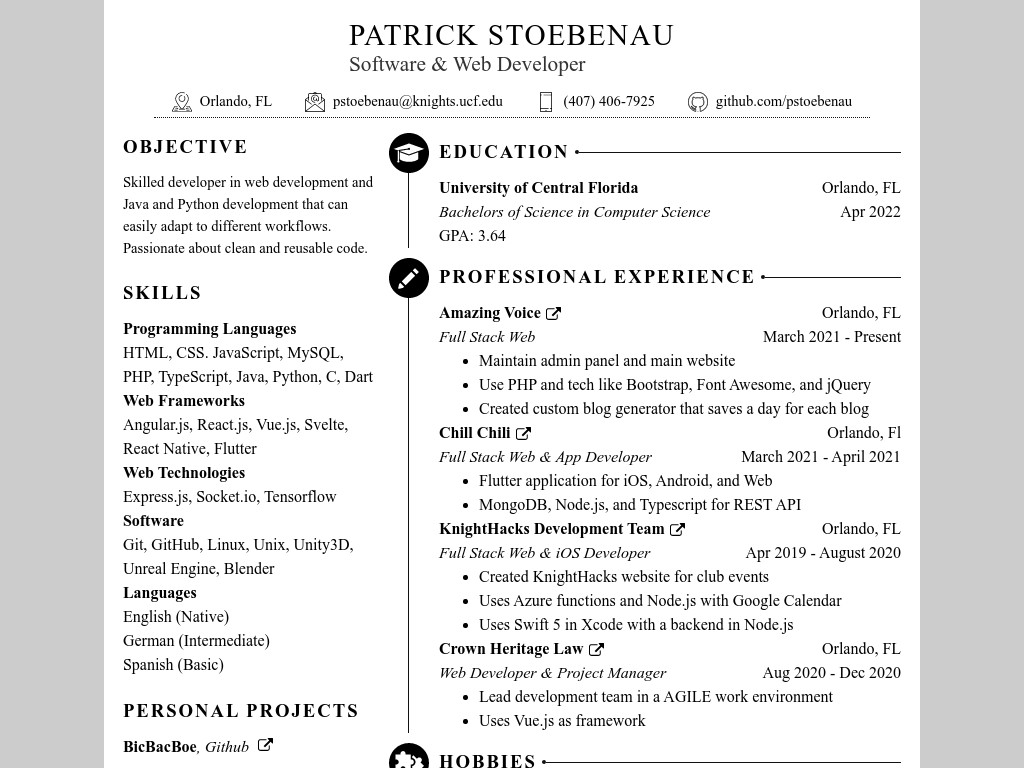 PATRICK STOEBENAU
Software & Web Developer
Orlando, FL
pstoebenau@knights.ucf.edu
(407) 406-7925
github.com/pstoebenau
OBJECTIVE
Skilled developer in web development and
Java and Python development that can
easily adapt to different workflows.
Passionate about clean and reusable code.
SKILLS
Programming Languages
HTML, CSS. JavaScript, MySQL,
PHP, TypeScript, Java, Python, C, Dart
Web Frameworks
Angular.js, React.js, Vue.js, Svelte,
React Native, Flutter
Web Technologies
Express.js, Socket.io, Tensorflow
Software
Git, GitHub, Linux, Unix, Unity3D,
Unreal Engine, Blender
Languages
English (Native)
German (Intermediate)
Spanish (Basic)
PERSONAL PROJECTS
BicBacBoe, Github
EDUCATION
University of Central Florida Orlando, FL
Bachelors of Science in Computer Science Apr 2022
GPA: 3.64
PROFESSIONAL EXPERIENCE
Amazing Voice Orlando, FL
Full Stack Web March 2021 - Present
• Maintain admin panel and main website
• Use PHP and tech like Bootstrap, Font Awesome, and jQuery
• Created custom blog generator that saves a day for each blog
Chill Chili Orlando, Fl
Full Stack Web & App Developer March 2021 - April 2021
• Flutter application for iOS, Android, and Web
• MongoDB, Node.js, and Typescript for REST API
KnightHacks Development Team Orlando, FL
Full Stack Web & iOS Developer Apr 2019 - August 2020
• Created KnightHacks website for club events
• Uses Azure functions and Node.js with Google Calendar
• Uses Swift 5 in Xcode with a backend in Node.js
Crown Heritage Law Orlando, FL
Web Developer & Project Manager Aug 2020 - Dec 2020
• Lead development team in a AGILE work environment
• Uses Vue.js as framework
HOBBIES